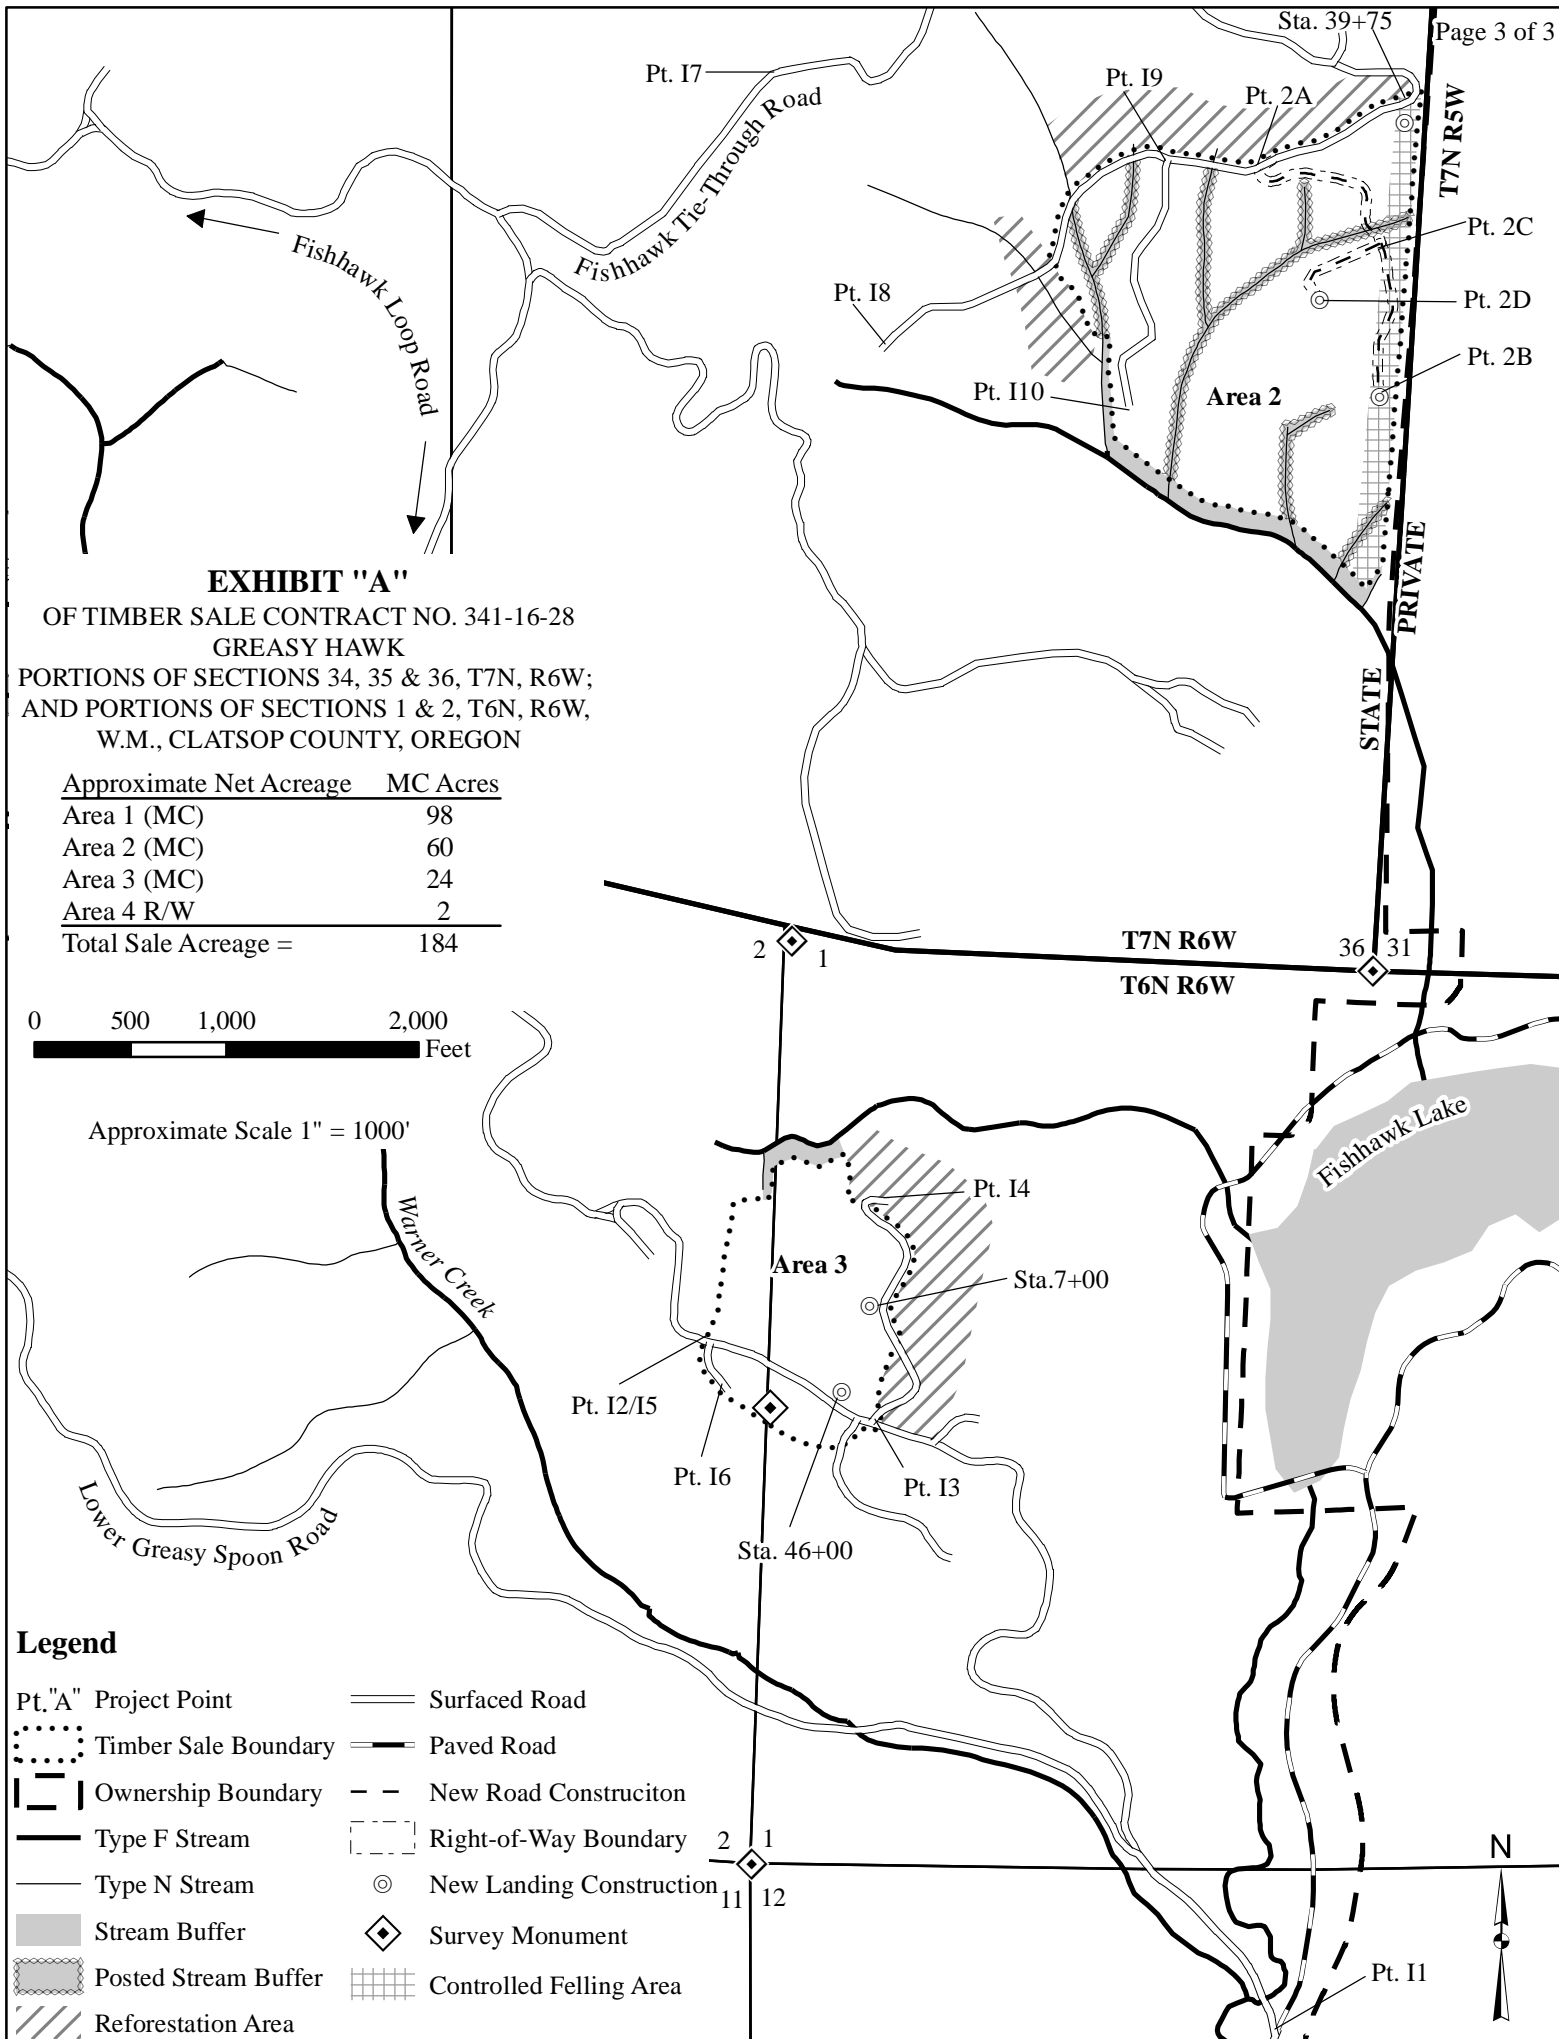 Page 3 of 3
Sta. 39+75
Pt. I7
Pt. I9
Pt. 2A
T7N R5W
Fishhawk Tie-Through Road
Fishhawk Loop Road
Pt. 2C
Pt. I8
Pt. 2D
Pt. 2B
Pt. I10
Area 2
PRIVATE
STATE
EXHIBIT "A"
OF TIMBER SALE CONTRACT NO. 341-16-28
GREASY HAWK
PORTIONS OF SECTIONS 34, 35 & 36, T7N, R6W;
AND PORTIONS OF SECTIONS 1 & 2, T6N, R6W,
W.M., CLATSOP COUNTY, OREGON
Approximate Net Acreage MC Acres
Area 1 (MC) 98
Area 2 (MC) 60
Area 3 (MC) 24
Area 4 R/W 2
Total Sale Acreage = 184
2 1
T7N R6W
36 31
T6N R6W
0 500 1,000 2,000
Feet
Approximate Scale 1" = 1000'
Fishhawk Lake
Warner Creek
Pt. I4
Area 3
Sta.7+00
Pt. I2/I5
Pt. I6
Pt. I3
Sta. 46+00
Lower Greasy Spoon Road
Legend
Pt."A" Project Point
Timber Sale Boundary
Ownership Boundary
Type F Stream
Type N Stream
Stream Buffer
Posted Stream Buffer
Reforestation Area
Surfaced Road
Paved Road
New Road Construciton
Right-of-Way Boundary
New Landing Construction
Survey Monument
Controlled Felling Area
2 1
11 12
N
Pt. I1